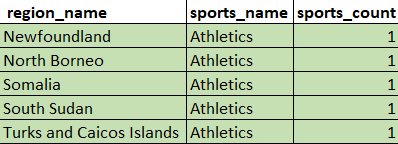 region_name sports_name sports_count
Newfoundland Athletics 1
North Borneo Athletics 1
Somalia Athletics 1
South Sudan Athletics 1
Turks and Caicos Islands Athletics 1